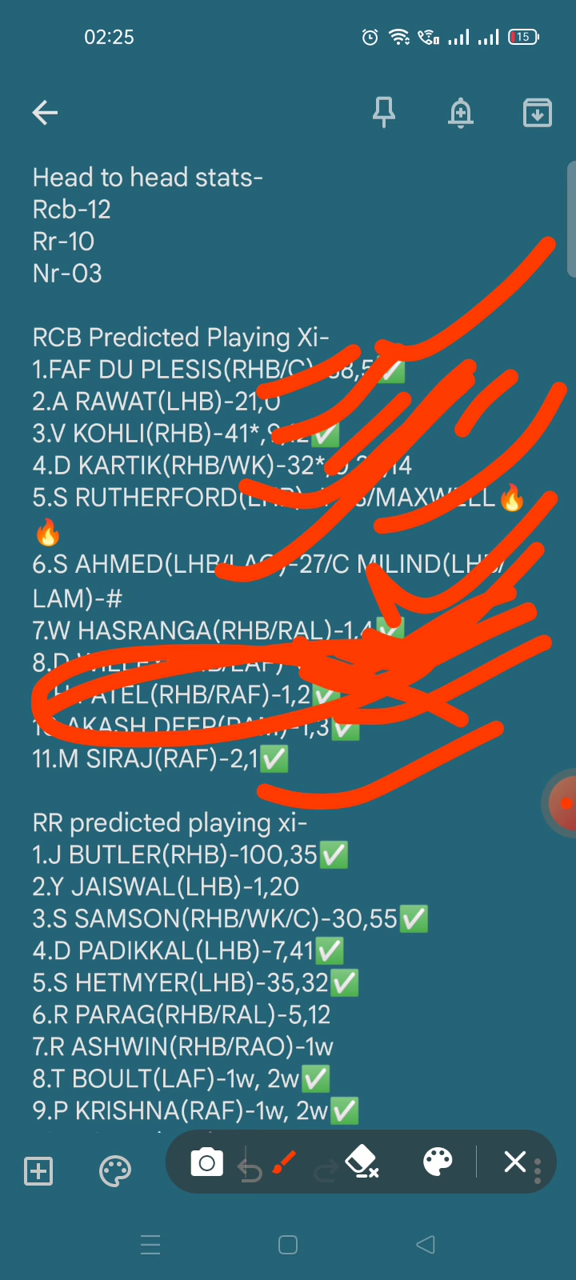 02:25
15
Head to head stats-
Rcb-12
Rr-10
Nr-03
RCB Predicted Playing Xi-
1.FAF DU PLESIS(RHB/C)
2.A RAWAT(LHB)-21,0
3.V KOHLI(RHB)-41*,✅
4.D KARTIK(RHB/WK)-32*,
5.S RUTHERFORD(LHB)/MAXWELL🔥
🔥
6.S AHMED(LHB/LAO)-27/C MILIND(LHB/
LAM)-#
7.W HASRANGA(RHB/RAL)-1,4✅
8.D
PATEL(RHB/RAF)-1,2✅
AKASH DEEP(RAM)-1,3✅
11.M SIRAJ(RAF)-2,1✅
RR predicted playing xi-
1.J BUTLER(RHB)-100,35✅
2.Y JAISWAL(LHB)-1,20
3.S SAMSON(RHB/WK/C)-30,55✅
4.D PADIKKAL(LHB)-7,41✅
5.S HETMYER(LHB)-35,32✅
6.R PARAG(RHB/RAL)-5,12
7.R ASHWIN(RHB/RAO)-1w
8.T BOULT(LAF)-1w, 2w✅
9.P KRISHNA(RAF)-1w, 2w✅